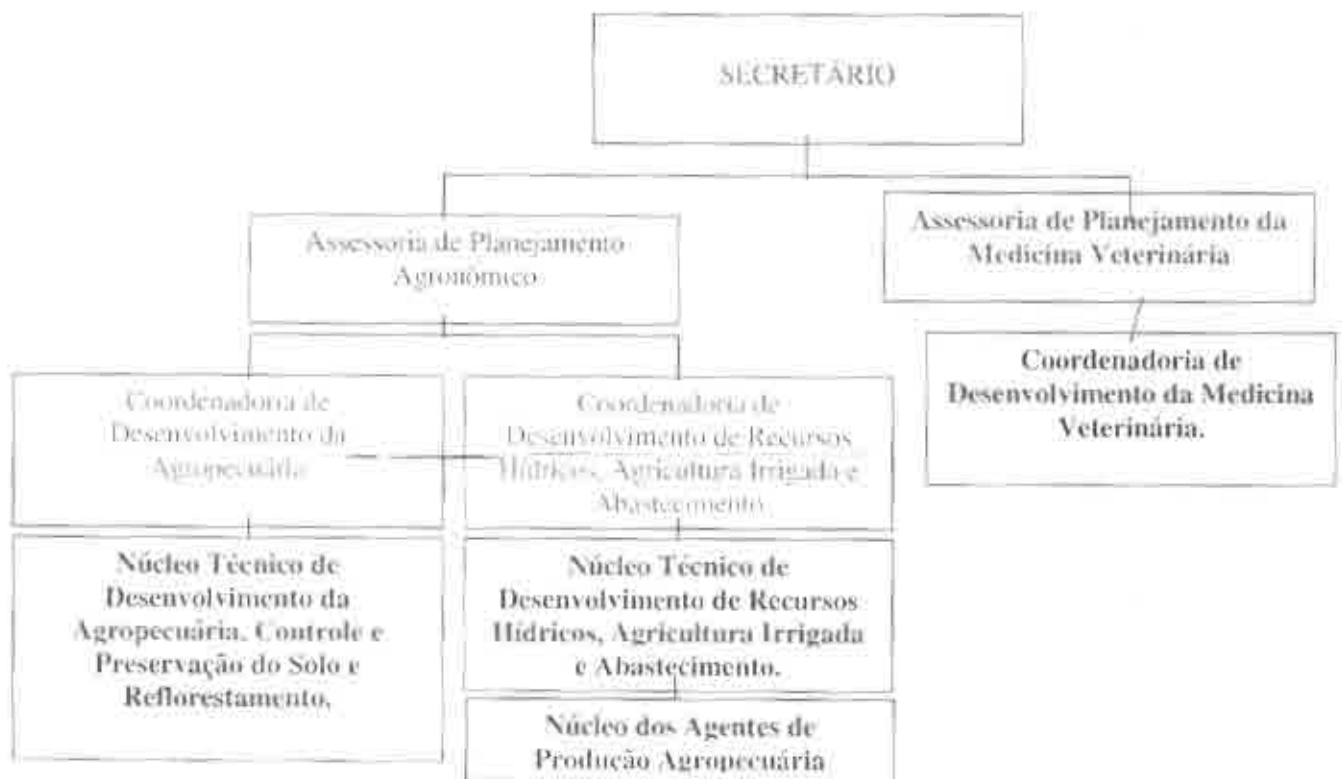 SECRETÁRIO
Assessoria de Planejamento
Agronômico
Assessoria de Planejamento da
Medicina Veterinária
Coordenadoria de
Desenvolvimento da Medicina
Veterinária.
Coordenadoria de
Desenvolvimento da
Agropecuária
Coordenadoria de
Desenvolvimento de Recursos
Hídricos, Agricultura Irrigada e
Abastecimento
Núcleo Técnico de
Desenvolvimento da
Agropecuária, Controle e
Preservação do Solo e
Reflorestamento.
Núcleo Técnico de
Desenvolvimento de Recursos
Hídricos, Agricultura Irrigada
e Abastecimento.
Núcleo dos Agentes de
Produção Agropecuária